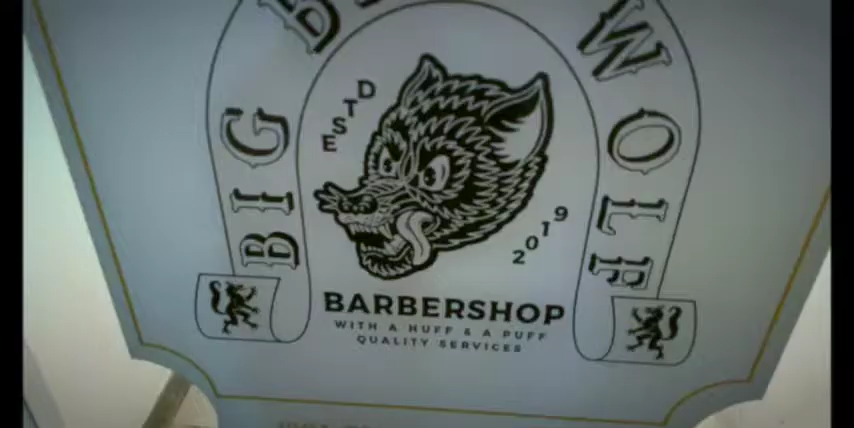 BIG B WOLF
ESTD
2019
BARBERSHOP
WITH A HUFF & A PUFF
QUALITY SERVICES